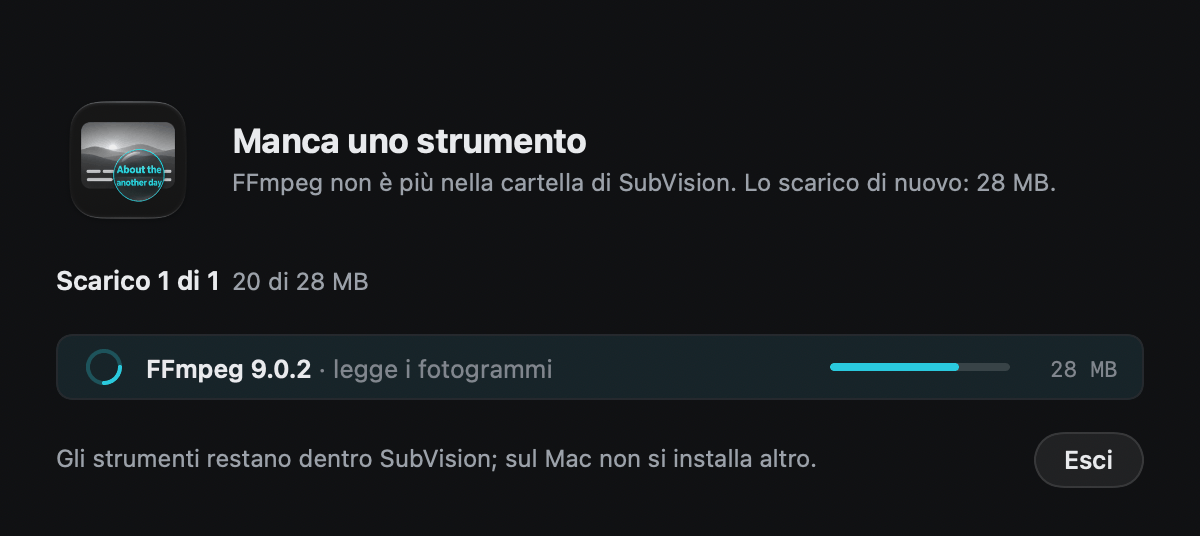 About the
another day
Manca uno strumento
FFmpeg non è più nella cartella di SubVision. Lo scarico di nuovo: 28 MB.
Scarico 1 di 1 20 di 28 MB
FFmpeg 9.0.2 · legge i fotogrammi 28 MB
Gli strumenti restano dentro SubVision; sul Mac non si installa altro.
Esci